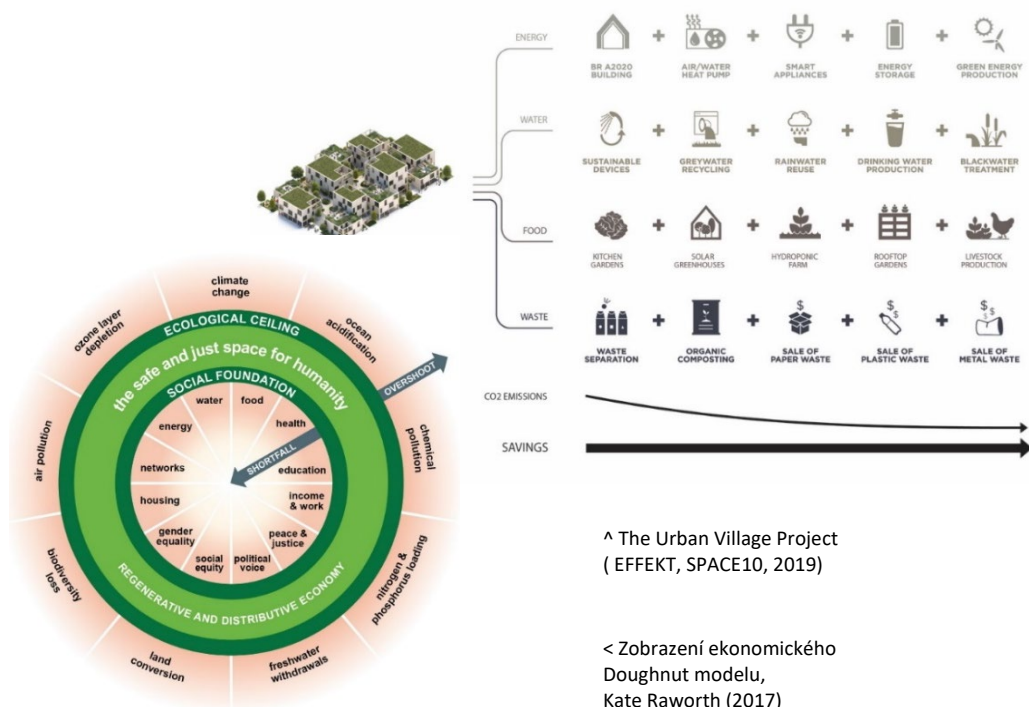 ENERGY
BR A2020
BUILDING
+
AIR/WATER
HEAT PUMP
+
SMART
APPLIANCES
+
ENERGY
STORAGE
+
GREEN ENERGY
PRODUCTION
WATER
SUSTAINABLE
DEVICES
+
GREYWATER
RECYCLING
+
RAINWATER
REUSE
+
DRINKING WATER
PRODUCTION
+
BLACKWATER
TREATMENT
FOOD
KITCHEN
GARDENS
+
SOLAR
GREENHOUSES
+
HYDROPONIC
FARM
+
ROOFTOP
GARDENS
+
LIVESTOCK
PRODUCTION
WASTE
WASTE
SEPARATION
+
ORGANIC
COMPOSTING
+
$
SALE OF
PAPER WASTE
+
$
$
SALE OF
PLASTIC WASTE
+
$
$
SALE OF
METAL WASTE
CO2 EMISSIONS
SAVINGS
climate
change
ocean
acidification
chemical
pollution
nitrogen &
phosphorus loading
freshwater
withdrawals
land
conversion
biodiversity
loss
air pollution
ozone layer
depletion
ECOLOGICAL CEILING
the safe and just space for humanity
SOCIAL FOUNDATION
OVERSHOOT
SHORTFALL
water
food
health
education
income
& work
peace &
justice
political
voice
social
equity
gender
equality
housing
networks
energy
REGENERATIVE AND DISTRIBUTIVE ECONOMY
^ The Urban Village Project
( EFFEKT, SPACE10, 2019)
< Zobrazení ekonomického
Doughnut modelu,
Kate Raworth (2017)